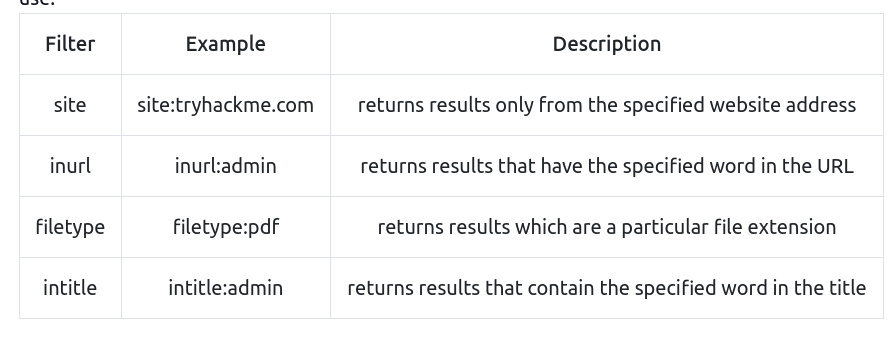 use.
Filter Example Description
site site:tryhackme.com returns results only from the specified website address
inurl inurl:admin returns results that have the specified word in the URL
filetype filetype:pdf returns results which are a particular file extension
intitle intitle:admin returns results that contain the specified word in the title